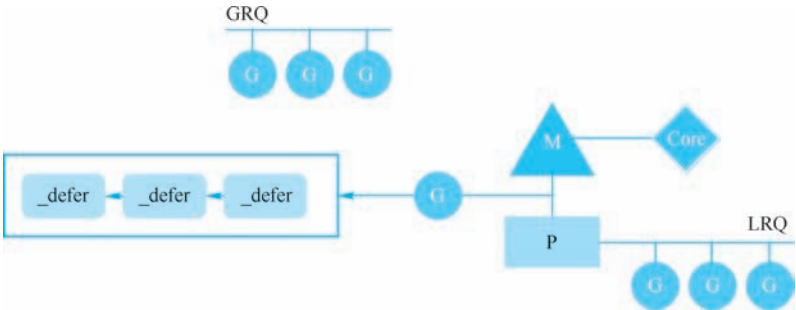 GRQ
G G G
M Core
_defer _defer _defer G
P LRQ
G G G